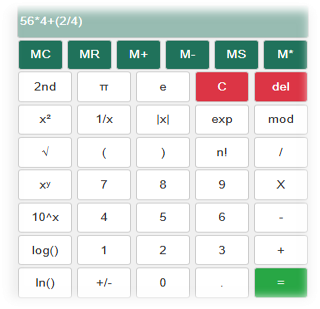 56*4+(2/4)
MC MR M+ M- MS M*
2nd π e C del
x² 1/x |x| exp mod
√ ( ) n! /
xʸ 7 8 9 X
10^x 4 5 6 -
log() 1 2 3 +
ln() +/- 0 . =